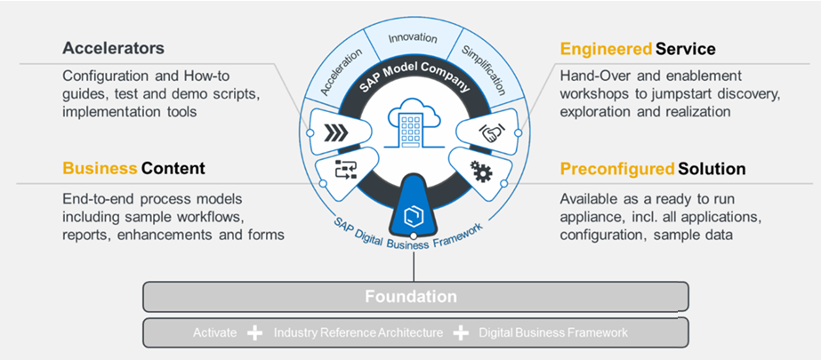 Accelerators
Configuration and How-to
guides, test and demo scripts,
implementation tools
Business Content
End-to-end process models
including sample workflows,
reports, enhancements and forms
Acceleration
Innovation
Simplification
SAP Model Company
SAP Digital Business Framework
Engineered Service
Hand-Over and enablement
workshops to jumpstart discovery,
exploration and realization
Preconfigured Solution
Available as a ready to run
appliance, incl. all applications,
configuration, sample data
Foundation
Activate + Industry Reference Architecture + Digital Business Framework